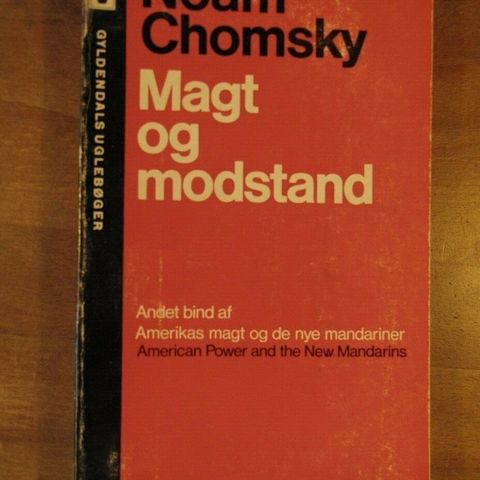 Noam
Chomsky
Magt
og
modstand
Andet bind af
Amerikas magt og de nye mandariner
American Power and the New Mandarins
GYLDENDALS UGLEBØGER